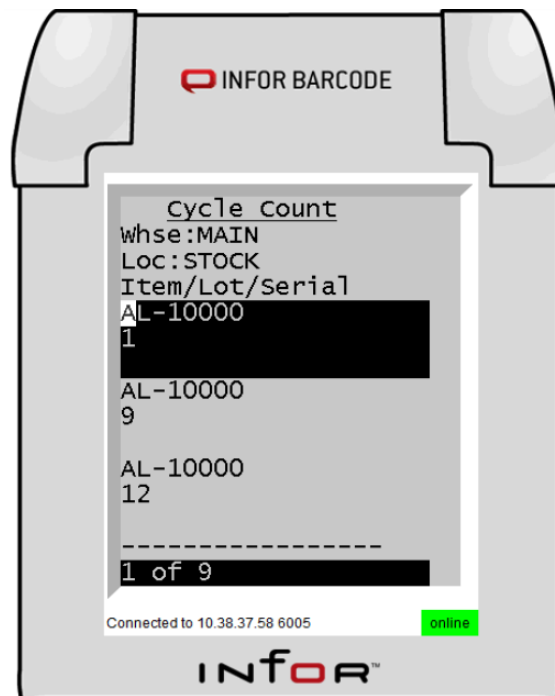 INFOR BARCODE
Cycle Count
Whse:MAIN
Loc:STOCK
Item/Lot/Serial
AL-10000
1
AL-10000
9
AL-10000
12
-----------------
1 of 9
Connected to 10.38.37.58 6005
online
infor™